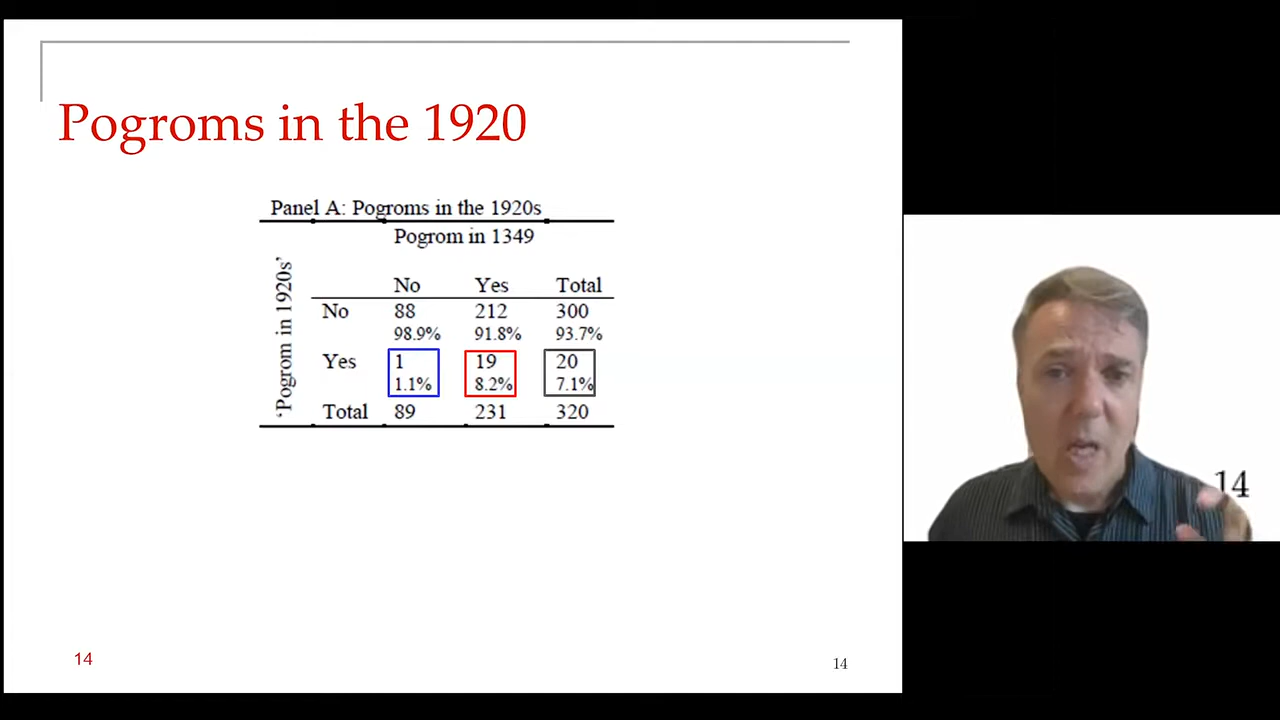 Pogroms in the 1920
Panel A: Pogroms in the 1920s
Pogrom in 1349
'Pogrom in 1920s'
No Yes Total
No 88 212 300
98.9% 91.8% 93.7%
Yes 1 19 20
1.1% 8.2% 7.1%
Total 89 231 320
14
14
14